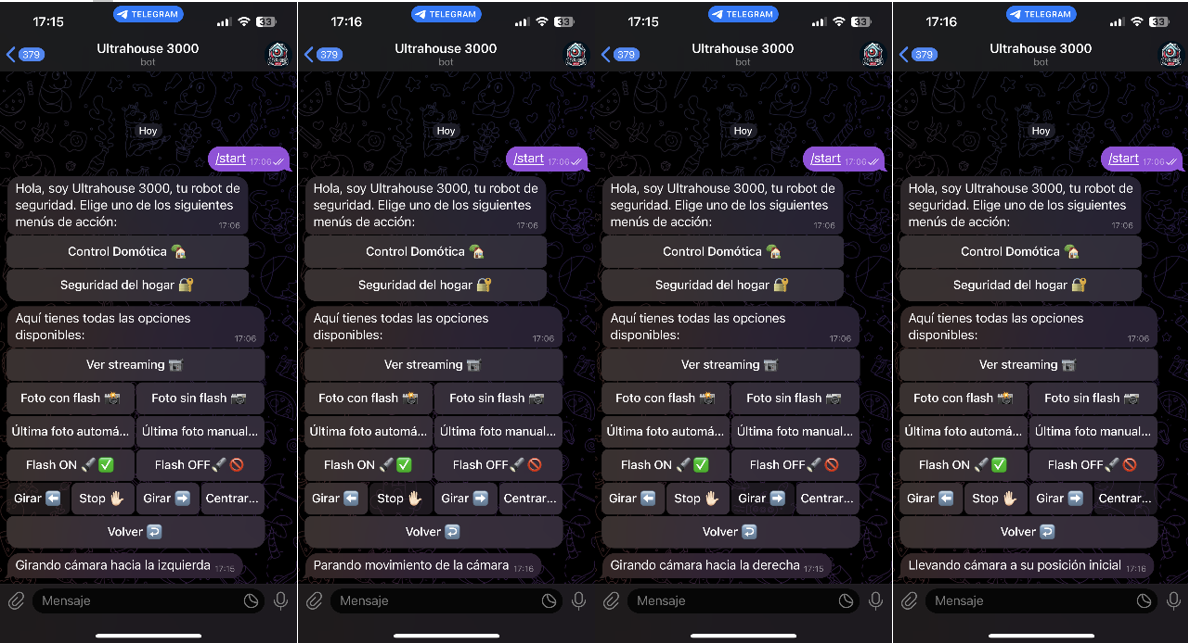 17:15
TELEGRAM
33
379
Ultrahouse 3000
bot
Hoy
/start 17:06
Hola, soy Ultrahouse 3000, tu robot de
seguridad. Elige uno de los siguientes
menús de acción:
17:06
Control Domótica
Seguridad del hogar
Aquí tienes todas las opciones
disponibles:
17:06
Ver streaming
Foto con flash
Foto sin flash
Última foto automá...
Última foto manual...
Flash ON
Flash OFF
Girar
Stop
Girar
Centrar...
Volver
Girando cámara hacia la izquierda 17:15
Mensaje
17:16
TELEGRAM
33
379
Ultrahouse 3000
bot
Hoy
/start 17:06
Hola, soy Ultrahouse 3000, tu robot de
seguridad. Elige uno de los siguientes
menús de acción:
17:06
Control Domótica
Seguridad del hogar
Aquí tienes todas las opciones
disponibles:
17:06
Ver streaming
Foto con flash
Foto sin flash
Última foto automá...
Última foto manual...
Flash ON
Flash OFF
Girar
Stop
Girar
Centrar...
Volver
Parando movimiento de la cámara 17:16
Mensaje
17:15
TELEGRAM
33
379
Ultrahouse 3000
bot
Hoy
/start 17:06
Hola, soy Ultrahouse 3000, tu robot de
seguridad. Elige uno de los siguientes
menús de acción:
17:06
Control Domótica
Seguridad del hogar
Aquí tienes todas las opciones
disponibles:
17:06
Ver streaming
Foto con flash
Foto sin flash
Última foto automá...
Última foto manual...
Flash ON
Flash OFF
Girar
Stop
Girar
Centrar...
Volver
Girando cámara hacia la derecha 17:15
Mensaje
17:16
TELEGRAM
33
379
Ultrahouse 3000
bot
Hoy
/start 17:06
Hola, soy Ultrahouse 3000, tu robot de
seguridad. Elige uno de los siguientes
menús de acción:
17:06
Control Domótica
Seguridad del hogar
Aquí tienes todas las opciones
disponibles:
17:06
Ver streaming
Foto con flash
Foto sin flash
Última foto automá...
Última foto manual...
Flash ON
Flash OFF
Girar
Stop
Girar
Centrar...
Volver
Llevando cámara a su posición inicial 17:16
Mensaje